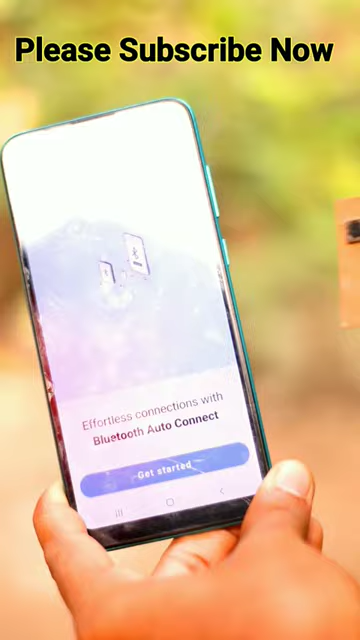 Please Subscribe Now
Effortless connections with
Bluetooth Auto Connect
Get started